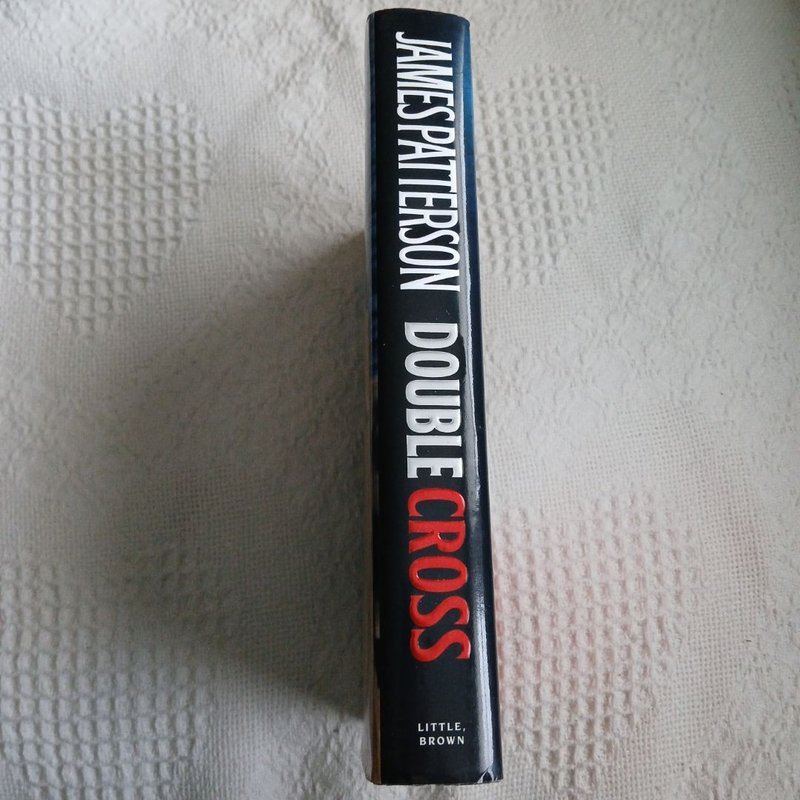 JAMES PATTERSON
DOUBLE CROSS
LITTLE,
BROWN